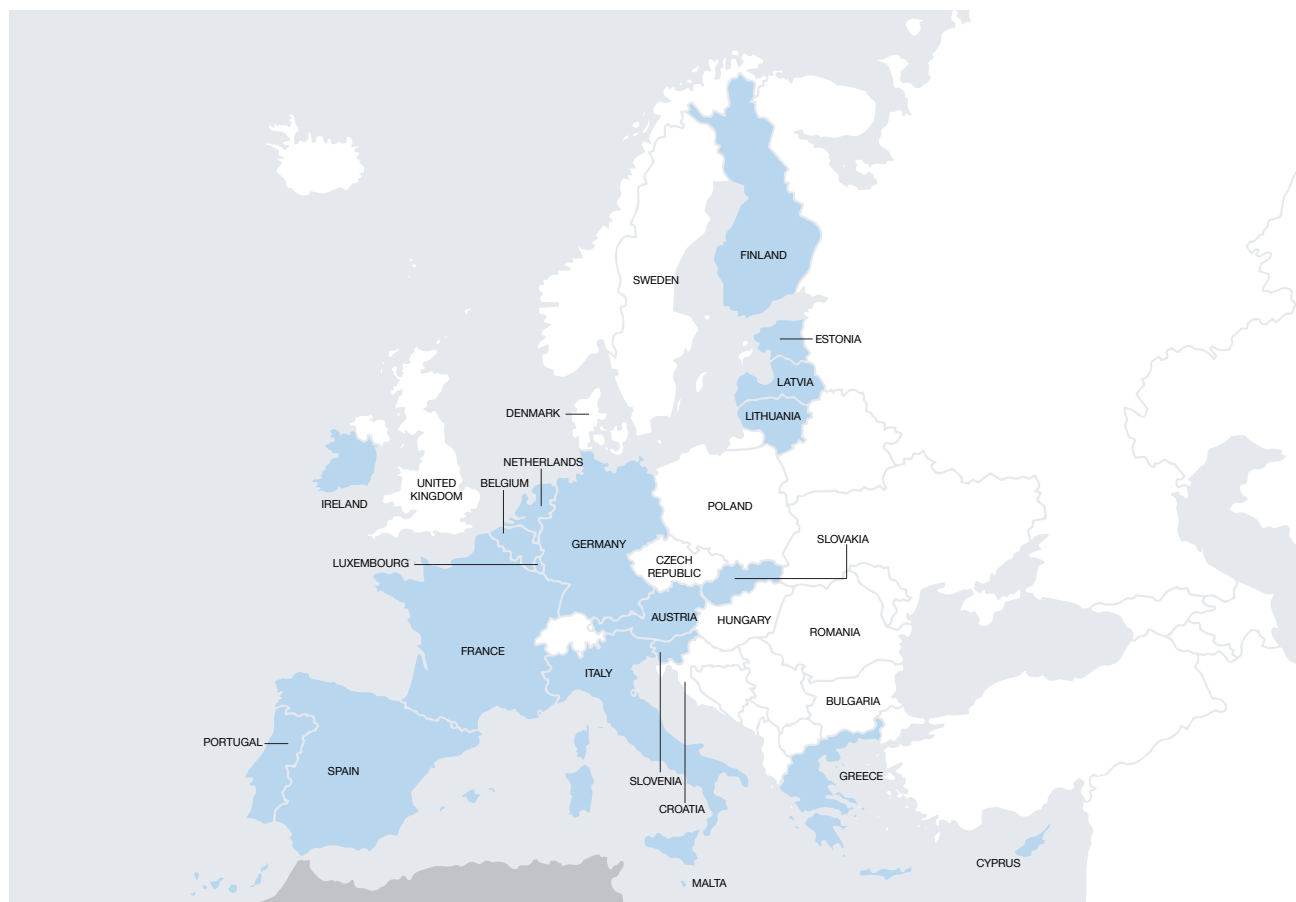 FINLAND
SWEDEN
ESTONIA
LATVIA
DENMARK
LITHUANIA
NETHERLANDS
BELGIUM
UNITED
KINGDOM
IRELAND
POLAND
SLOVAKIA
GERMANY
LUXEMBOURG
CZECH
REPUBLIC
AUSTRIA
HUNGARY
ROMANIA
FRANCE
ITALY
BULGARIA
PORTUGAL
SPAIN
GREECE
SLOVENIA
CROATIA
CYPRUS
MALTA